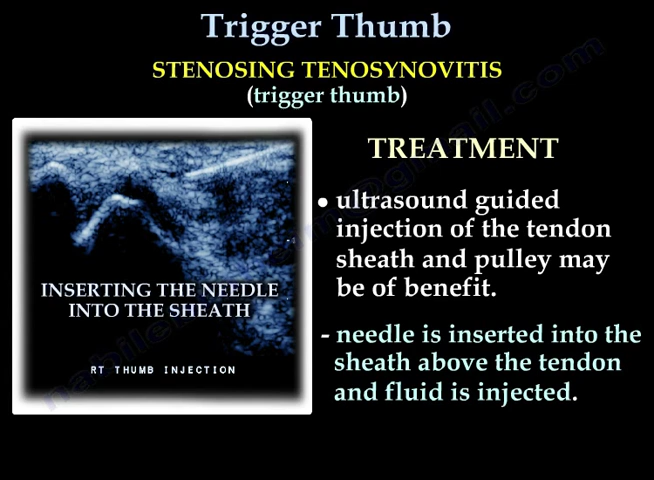 Trigger Thumb
STENOSING TENOSYNOVITIS
(trigger thumb)
TREATMENT
• ultrasound guided
injection of the tendon
sheath and pulley may
be of benefit.
- needle is inserted into the
sheath above the tendon
and fluid is injected.
INSERTING THE NEEDLE
INTO THE SHEATH
RT THUMB INJECTION